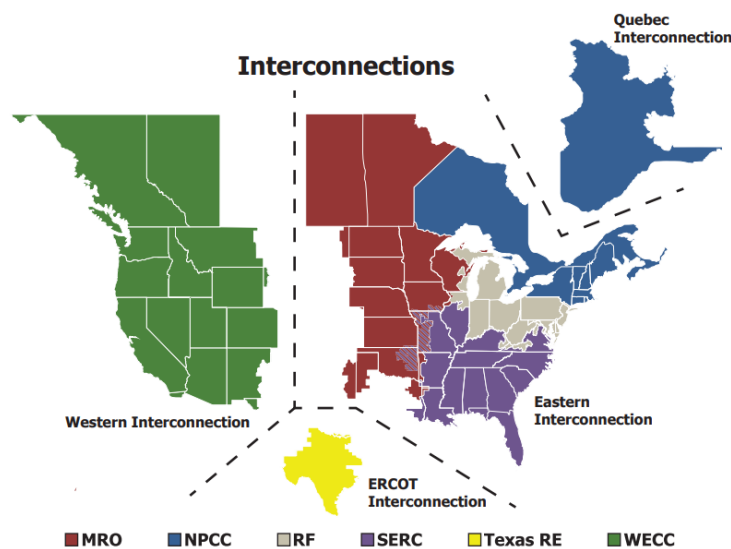 Quebec
Interconnection
Interconnections
Western Interconnection
Eastern
Interconnection
ERCOT
Interconnection
MRO NPCC RF SERC Texas RE WECC